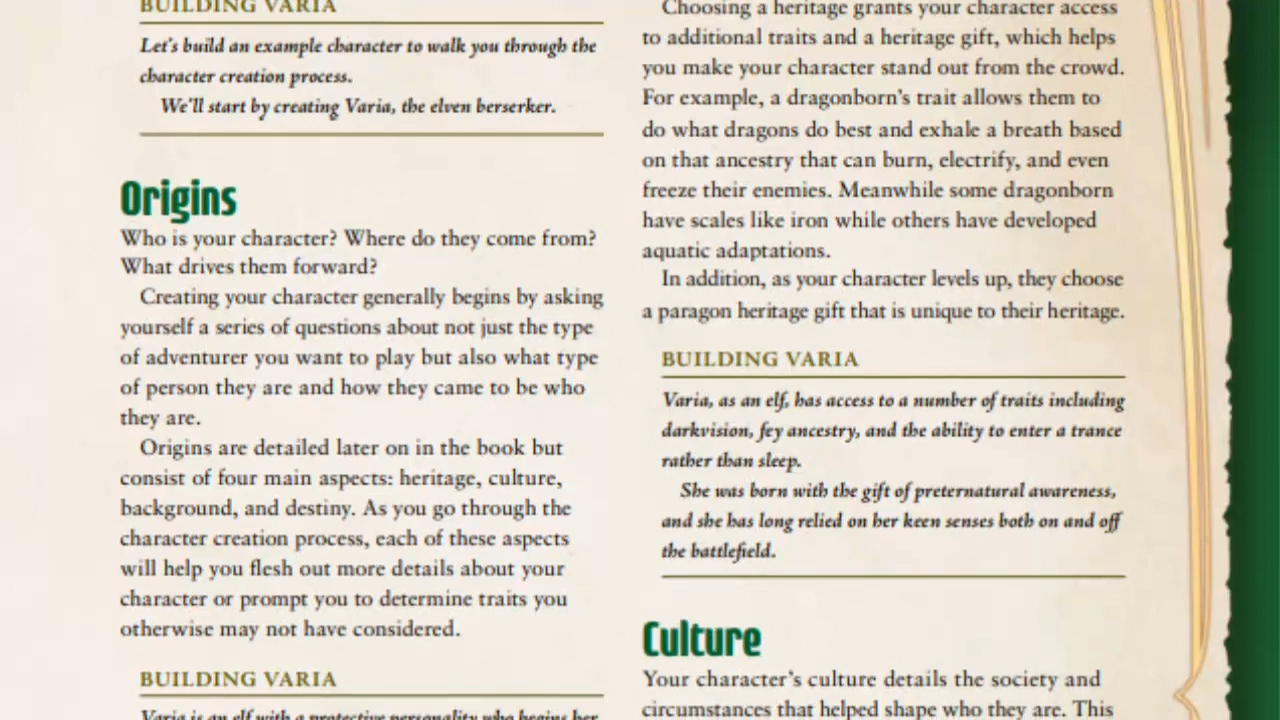 BUILDING VARIA
Let's build an example character to walk you through the
character creation process.
We'll start by creating Varia, the elven berserker.
Origins
Who is your character? Where do they come from?
What drives them forward?
Creating your character generally begins by asking
yourself a series of questions about not just the type
of adventurer you want to play but also what type
of person they are and how they came to be who
they are.
Origins are detailed later on in the book but
consist of four main aspects: heritage, culture,
background, and destiny. As you go through the
character creation process, each of these aspects
will help you flesh out more details about your
character or prompt you to determine traits you
otherwise may not have considered.
BUILDING VARIA
Varia is an elf with a protective personality who begins her
Choosing a heritage grants your character access
to additional traits and a heritage gift, which helps
you make your character stand out from the crowd.
For example, a dragonborn's trait allows them to
do what dragons do best and exhale a breath based
on that ancestry that can burn, electrify, and even
freeze their enemies. Meanwhile some dragonborn
have scales like iron while others have developed
aquatic adaptations.
In addition, as your character levels up, they choose
a paragon heritage gift that is unique to their heritage.
BUILDING VARIA
Varia, as an elf, has access to a number of traits including
darkvision, fey ancestry, and the ability to enter a trance
rather than sleep.
She was born with the gift of preternatural awareness,
and she has long relied on her keen senses both on and off
the battlefield.
Culture
Your character's culture details the society and
circumstances that helped shape who they are. This